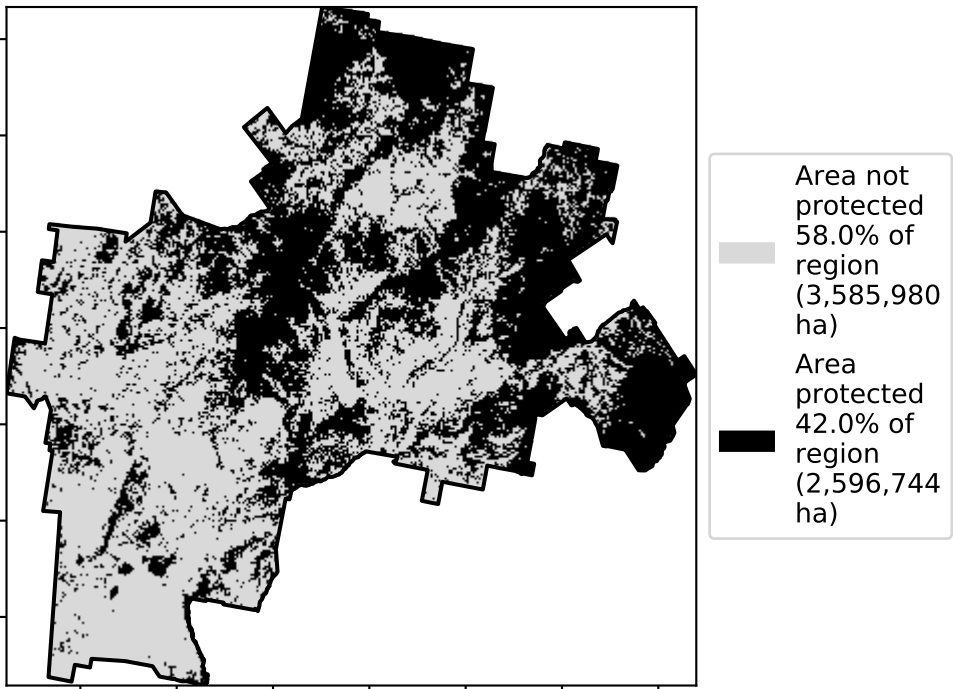 Area not
protected
58.0% of
region
(3,585,980
ha)
Area
protected
42.0% of
region
(2,596,744
ha)